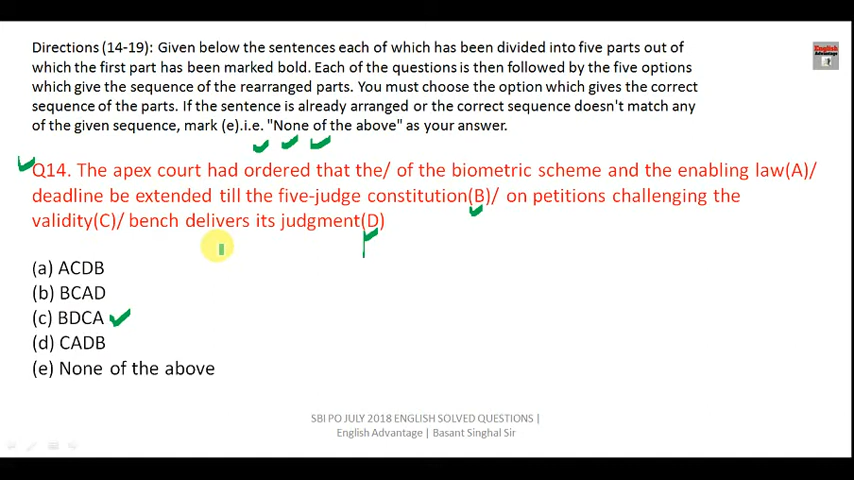 English
Advantage
Directions (14-19): Given below the sentences each of which has been divided into five parts out of
which the first part has been marked bold. Each of the questions is then followed by the five options
which give the sequence of the rearranged parts. You must choose the option which gives the correct
sequence of the parts. If the sentence is already arranged or the correct sequence doesn't match any
of the given sequence, mark (e).i.e. "None of the above" as your answer.
Q14. The apex court had ordered that the/ of the biometric scheme and the enabling law(A)/
deadline be extended till the five-judge constitution(B)/ on petitions challenging the
validity(C)/ bench delivers its judgment(D)
(a) ACDB
(b) BCAD
(c) BDCA
(d) CADB
(e) None of the above
SBI PO JULY 2018 ENGLISH SOLVED QUESTIONS |
English Advantage | Basant Singhal Sir